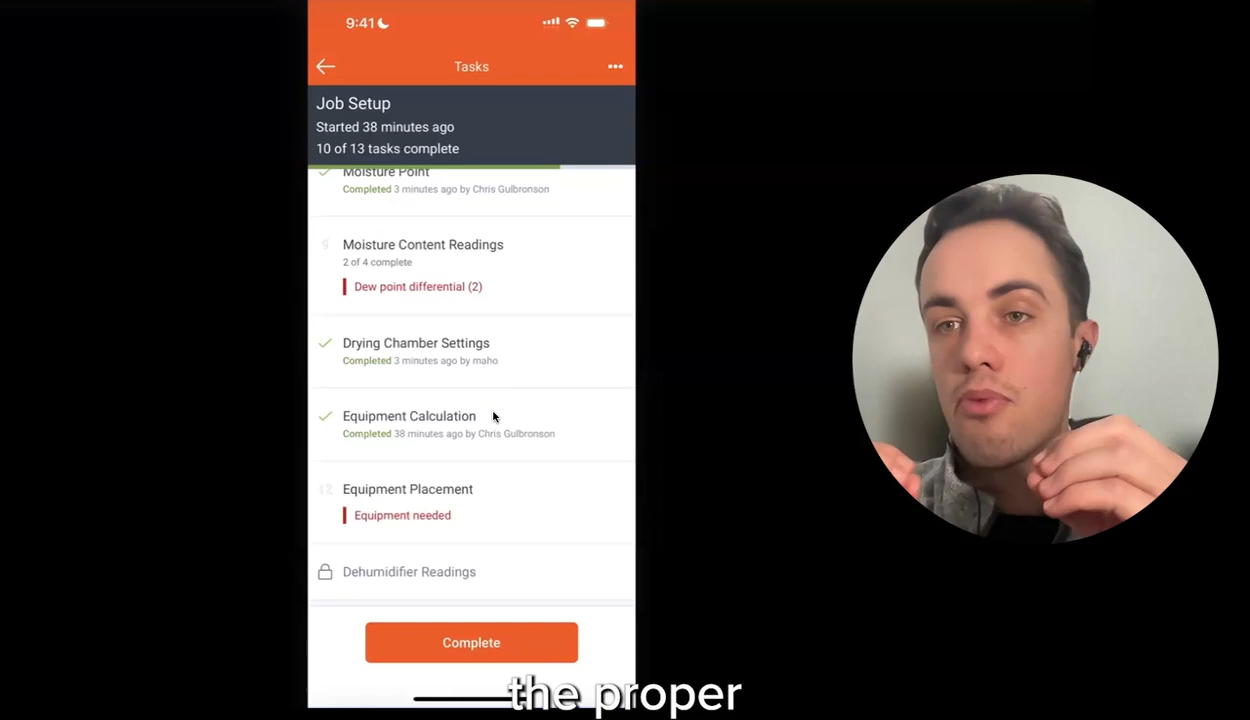 9:41
Tasks
Job Setup
Started 38 minutes ago
10 of 13 tasks complete
Moisture Point
Completed 3 minutes ago by Chris Gulbronson
9
Moisture Content Readings
2 of 4 complete
Dew point differential (2)
Drying Chamber Settings
Completed 3 minutes ago by maho
Equipment Calculation
Completed 38 minutes ago by Chris Gulbronson
12
Equipment Placement
Equipment needed
Dehumidifier Readings
Complete
the proper